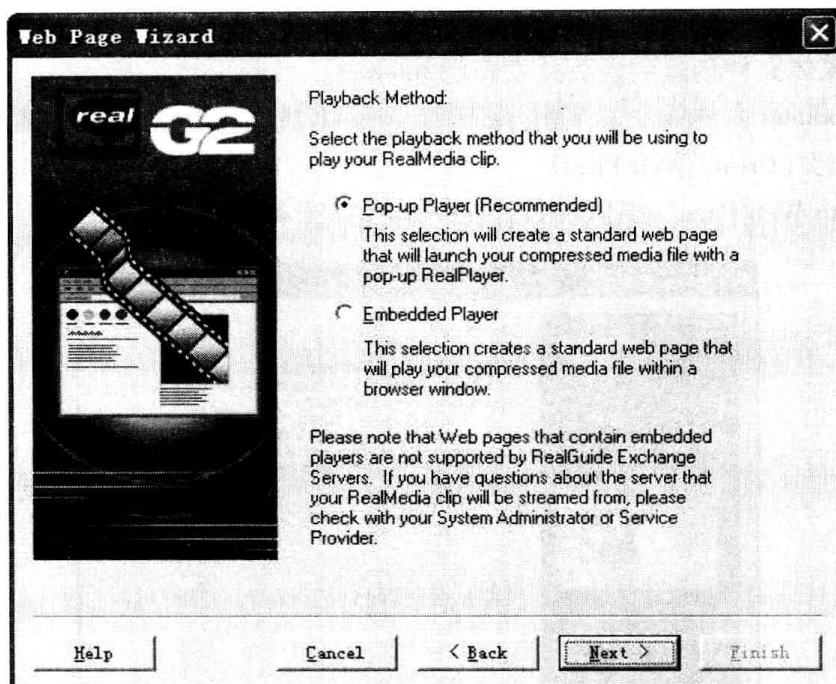 Web Page Wizard
real G2
Playback Method:
Select the playback method that you will be using to
play your RealMedia clip.
Pop-up Player (Recommended)
This selection will create a standard web page
that will launch your compressed media file with a
pop-up RealPlayer.
Embedded Player
This selection creates a standard web page that
will play your compressed media file within a
browser window.
Please note that Web pages that contain embedded
players are not supported by RealGuide Exchange
Servers. If you have questions about the server that
your RealMedia clip will be streamed from, please
check with your System Administrator or Service
Provider.
Help
Cancel
< Back
Next >
Finish